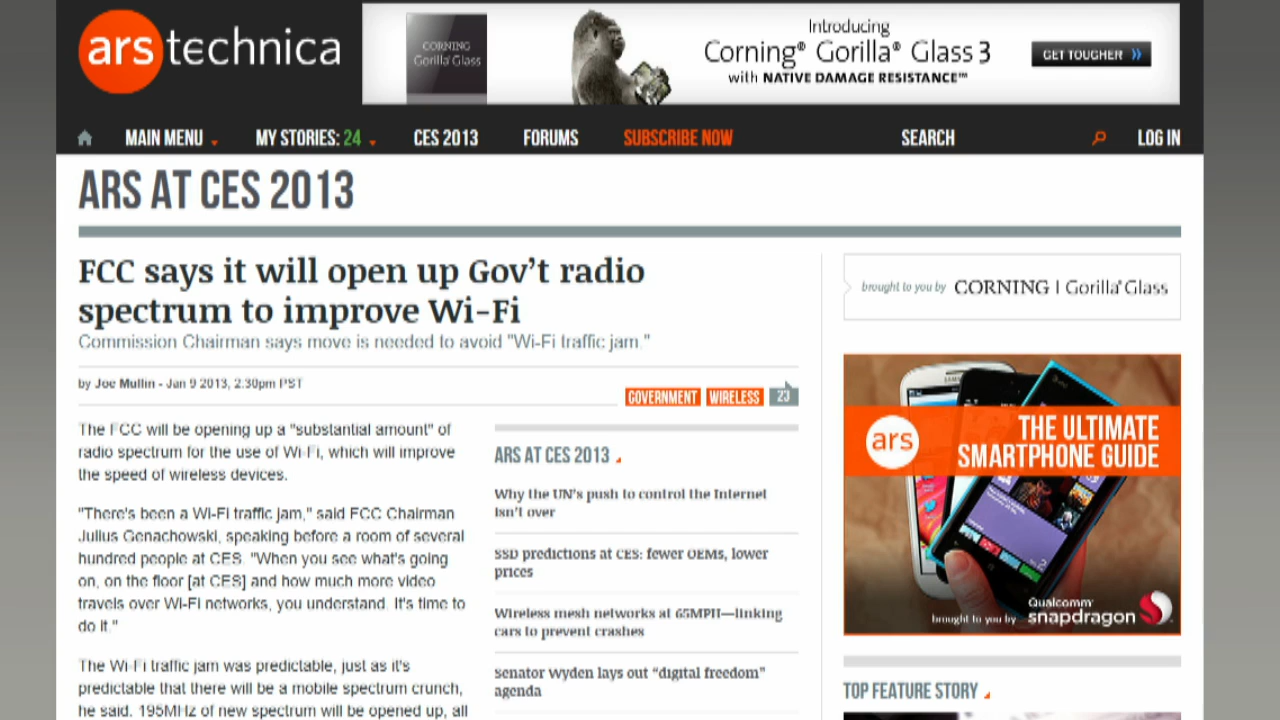 ars technica
CORNING
Gorilla Glass
Introducing
Corning® Gorilla® Glass 3
with NATIVE DAMAGE RESISTANCE™
GET TOUGHER »
MAIN MENU
MY STORIES: 24
CES 2013
FORUMS
SUBSCRIBE NOW
SEARCH
LOG IN
ARS AT CES 2013
FCC says it will open up Gov't radio
spectrum to improve Wi-Fi
Commission Chairman says move is needed to avoid "Wi-Fi traffic jam."
by Joe Mullin - Jan 9 2013, 2:30pm PST
GOVERNMENT
WIRELESS
23
The FCC will be opening up a "substantial amount" of
radio spectrum for the use of Wi-Fi, which will improve
the speed of wireless devices.
"There's been a Wi-Fi traffic jam," said FCC Chairman
Julius Genachowski, speaking before a room of several
hundred people at CES. "When you see what's going
on, on the floor [at CES] and how much more video
travels over Wi-Fi networks, you understand. It's time to
do it."
The Wi-Fi traffic jam was predictable, just as it's
predictable that there will be a mobile spectrum crunch,
he said. 195MHz of new spectrum will be opened up, all
ARS AT CES 2013
Why the UN's push to control the Internet
isn't over
SSD predictions at CES: fewer OEMs, lower
prices
Wireless mesh networks at 65MPH—linking
cars to prevent crashes
Senator Wyden lays out "digital freedom"
agenda
brought to you by CORNING | Gorilla® Glass
ars
THE ULTIMATE
SMARTPHONE GUIDE
brought to you by
Qualcomm
snapdragon
TOP FEATURE STORY